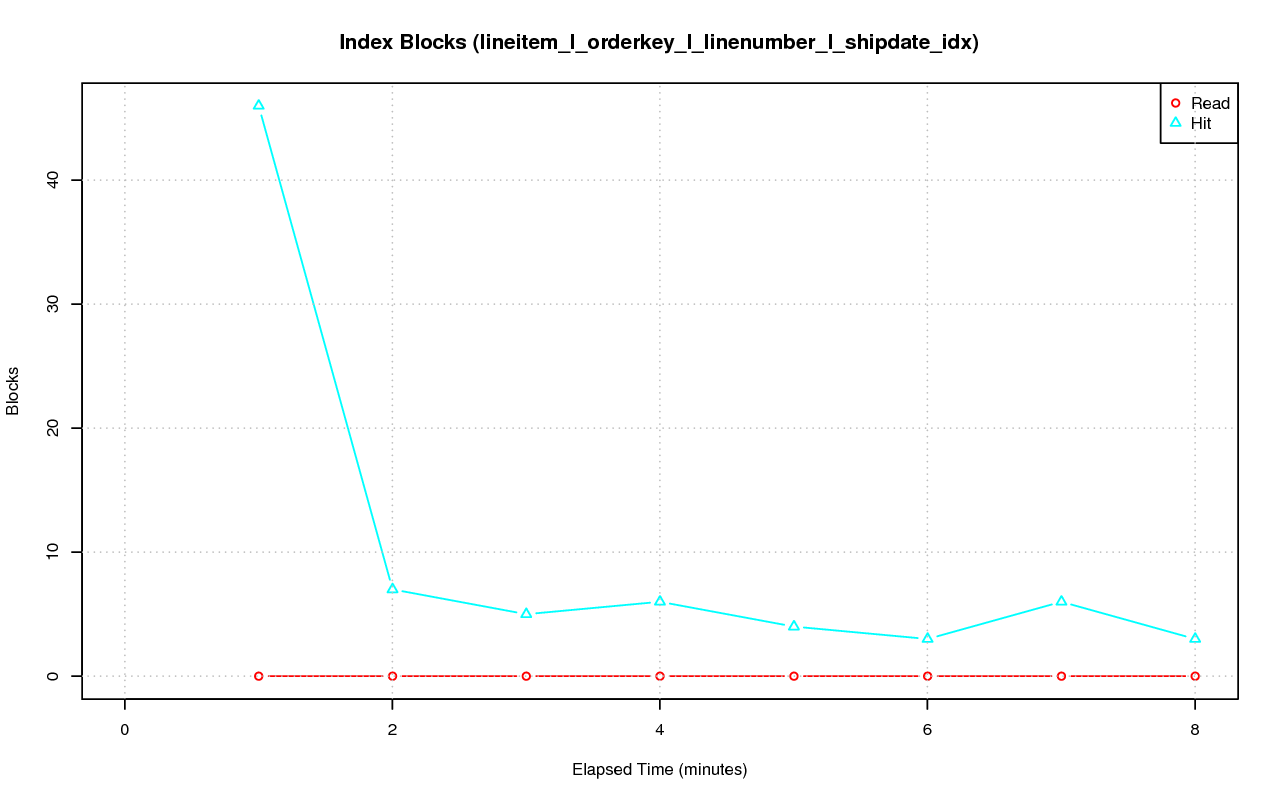 Index Blocks (lineitem_l_orderkey_l_linenumber_l_shipdate_idx)
Read
Hit
40
30
20
10
0
Blocks
0 2 4 6 8
Elapsed Time (minutes)